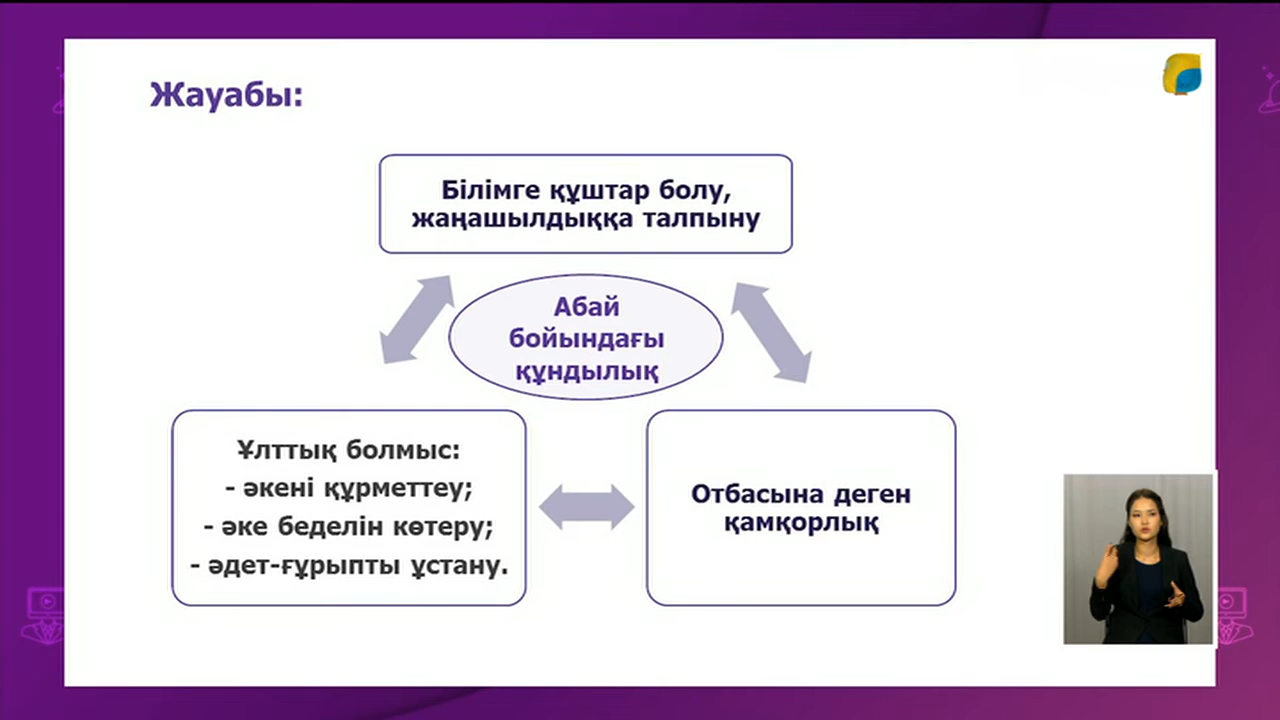 Жауабы:
Білімге құштар болу,
жаңашылдыққа талпыну
Абай
бойындағы
құндылық
Ұлттық болмыс:
- әкені құрметтеу;
- әке беделін көтеру;
- әдет-ғұрыпты ұстану.
Отбасына деген
қамқорлық